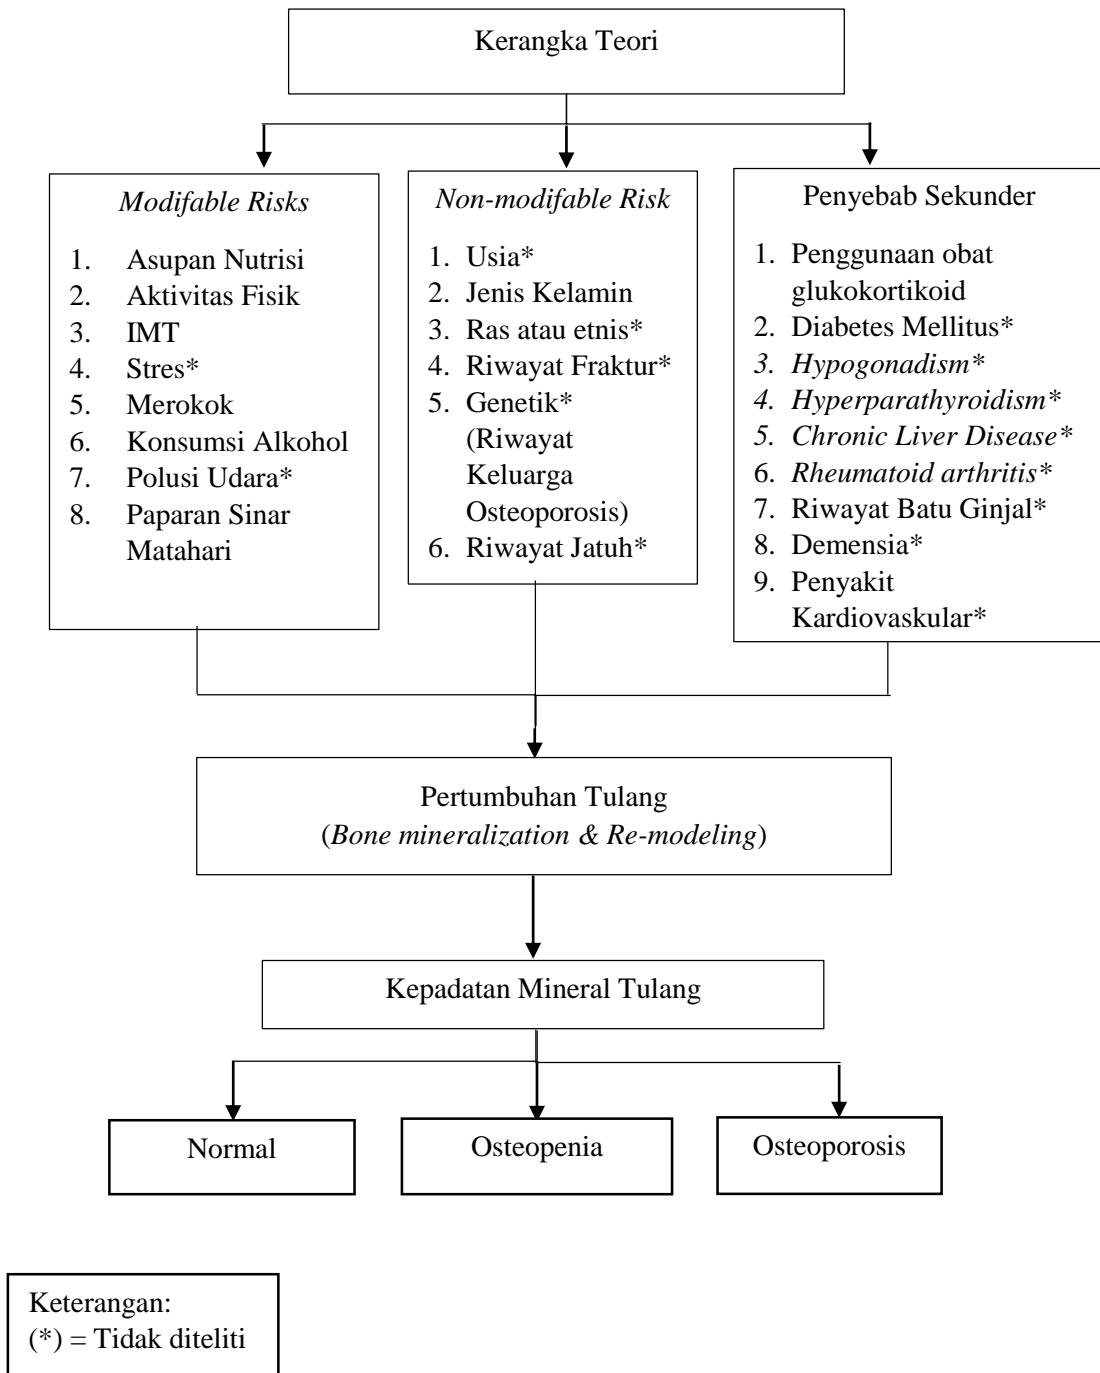 Kerangka Teori
Modifable Risks
1. Asupan Nutrisi
2. Aktivitas Fisik
3. IMT
4. Stres*
5. Merokok
6. Konsumsi Alkohol
7. Polusi Udara*
8. Paparan Sinar
Matahari
Non-modifable Risk
1. Usia*
2. Jenis Kelamin
3. Ras atau etnis*
4. Riwayat Fraktur*
5. Genetik*
(Riwayat
Keluarga
Osteoporosis)
6. Riwayat Jatuh*
Penyebab Sekunder
1. Penggunaan obat
glukokortikoid
2. Diabetes Mellitus*
3. Hypogonadism*
4. Hyperparathyroidism*
5. Chronic Liver Disease*
6. Rheumatoid arthritis*
7. Riwayat Batu Ginjal*
8. Demensia*
9. Penyakit
Kardiovaskular*
Pertumbuhan Tulang
(Bone mineralization & Re-modeling)
Kepadatan Mineral Tulang
Normal
Osteopenia
Osteoporosis
Keterangan:
(*) = Tidak diteliti